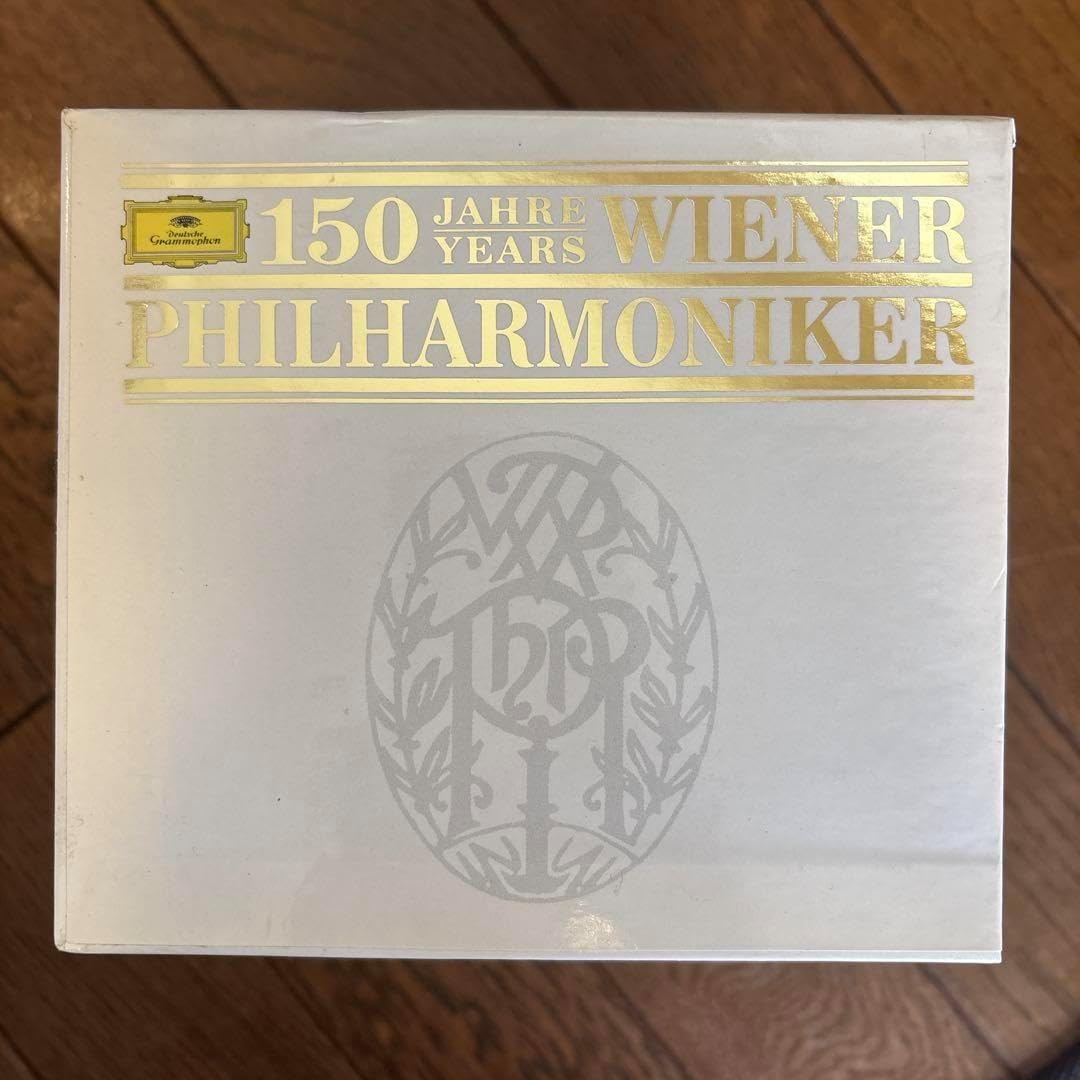 Deutsche
Grammophon
150 JAHRE YEARS WIENER
PHILHARMONIKER